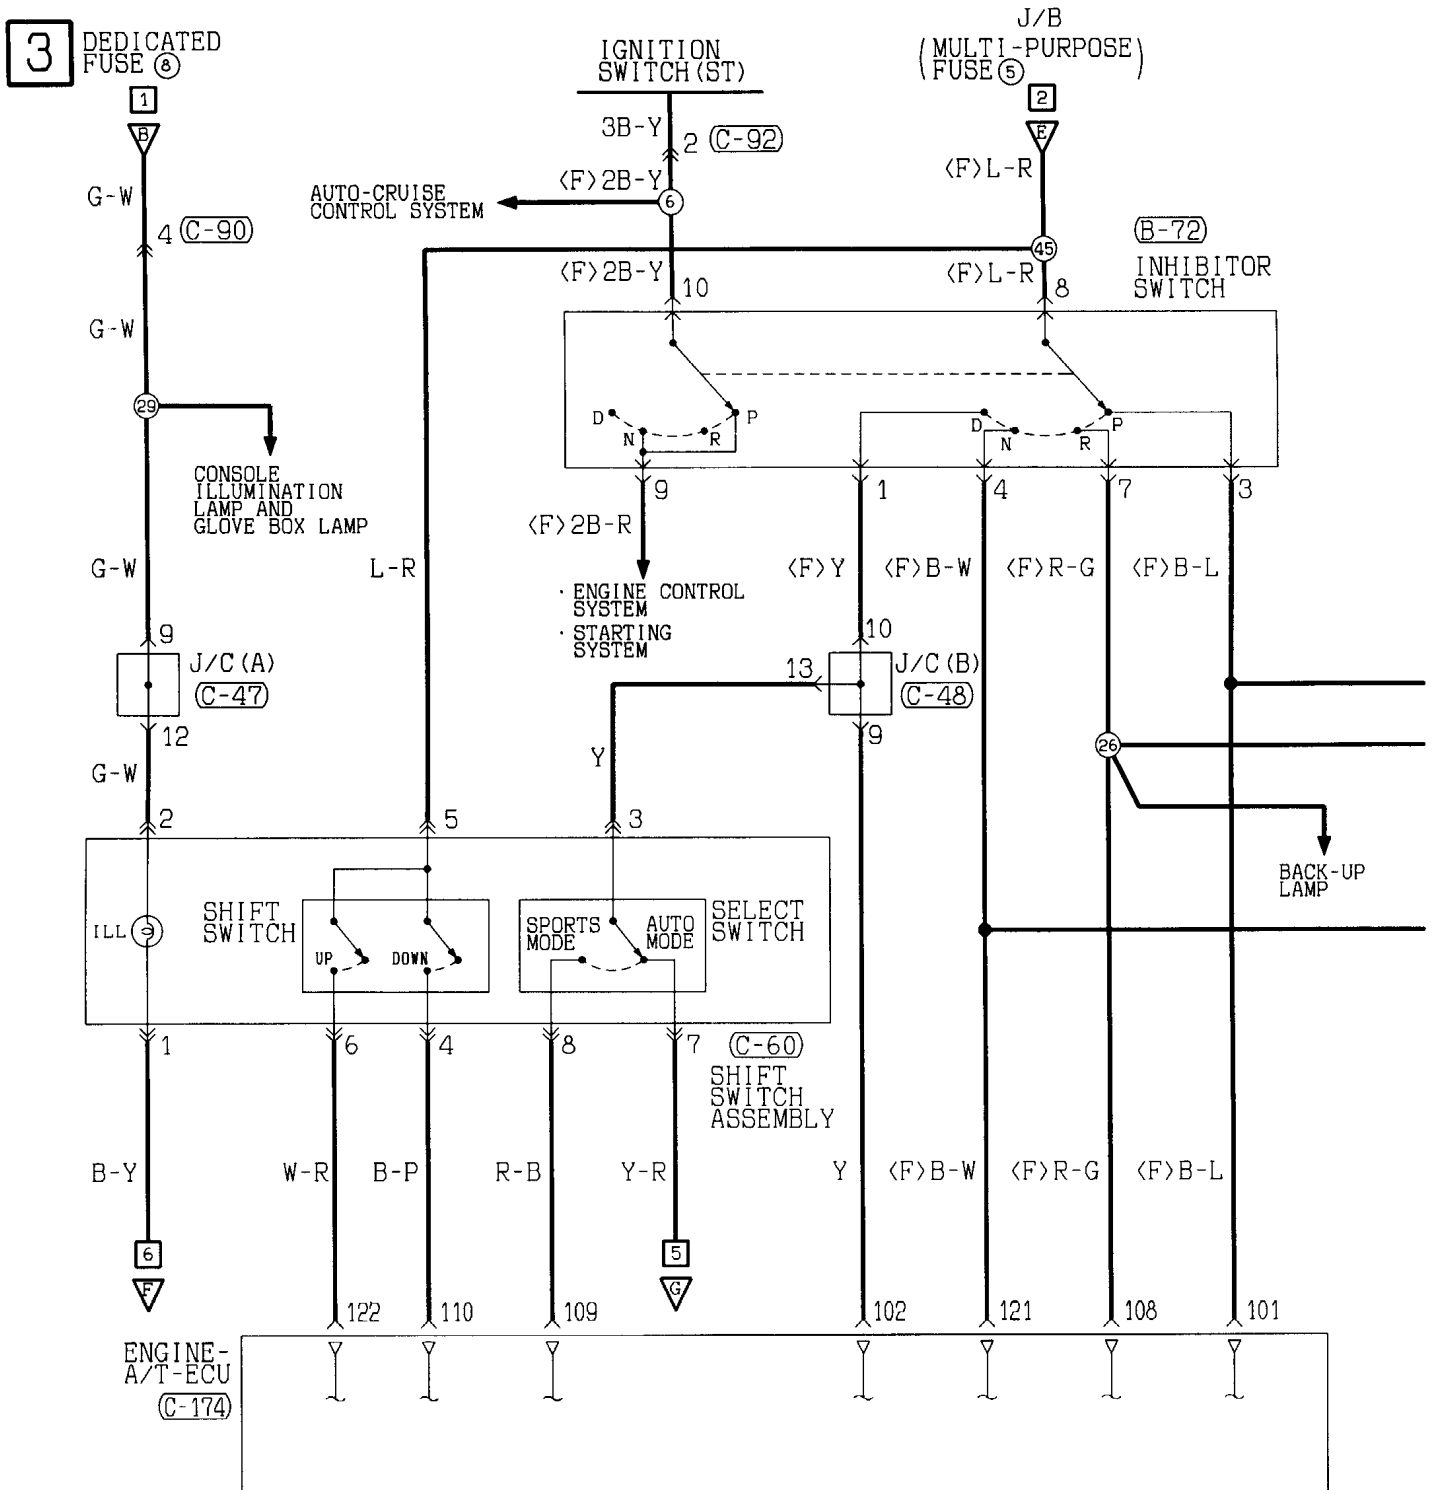 3
DEDICATED
FUSE ⑧
1
B
G-W
4 (C-90)
G-W
29
CONSOLE
ILLUMINATION
LAMP AND
GLOVE BOX LAMP
G-W
9
J/C (A)
(C-47)
12
G-W
IGNITION
SWITCH (ST)
3B-Y
2 (C-92)
<F>2B-Y
6
AUTO-CRUISE
CONTROL SYSTEM
<F>2B-Y
10
J/B
(MULTI-PURPOSE)
FUSE ⑤
2
E
<F>L-R
45
<F>L-R
8
(B-72)
INHIBITOR
SWITCH
D
N
R
P
D
N
R
P
9
1
4
7
3
<F>2B-R
· ENGINE CONTROL
SYSTEM
· STARTING
SYSTEM
L-R
<F>Y
<F>B-W
<F>R-G
<F>B-L
10
13
J/C (B)
(C-48)
9
Y
26
BACK-UP
LAMP
2
5
3
ILL
SHIFT
SWITCH
UP
DOWN
SPORTS
MODE
AUTO
MODE
SELECT
SWITCH
1
6
4
8
7
(C-60)
SHIFT
SWITCH
ASSEMBLY
B-Y
W-R
B-P
R-B
Y-R
Y
<F>B-W
<F>R-G
<F>B-L
6
F
5
G
122
110
109
102
121
108
101
ENGINE-
A/T-ECU
(C-174)